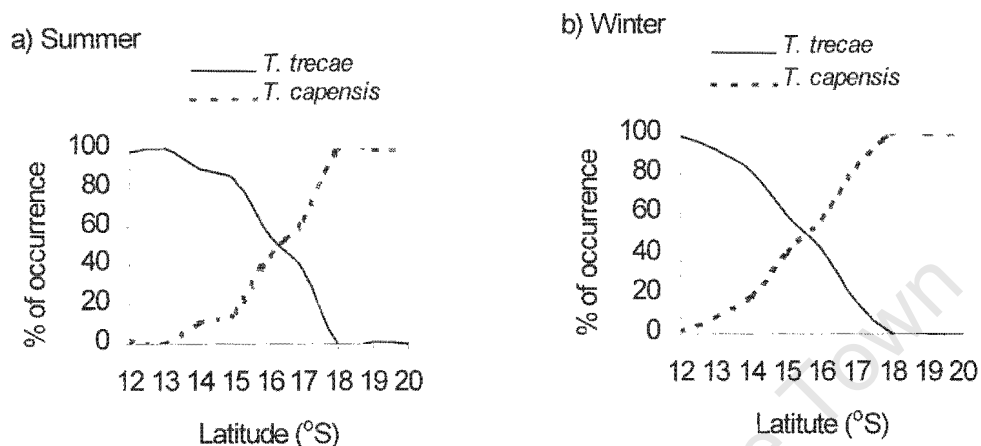 a) Summer
T. trecae
T. capensis
% of occurrence
100
80
60
40
20
0
12 13 14 15 16 17 18 19 20
Latitude (°S)
b) Winter
T. trecae
T. capensis
% of occurrence
100
80
60
40
20
0
12 13 14 15 16 17 18 19 20
Latitute (°S)
Town